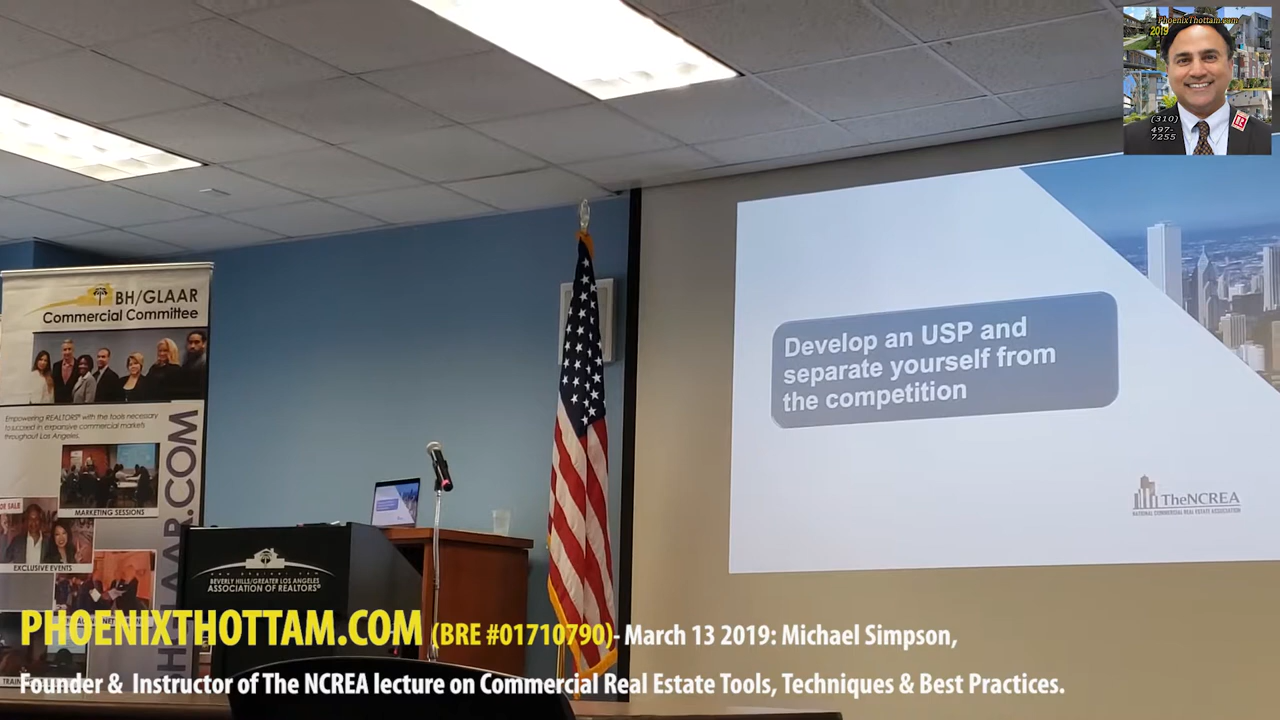 PhoenixThottam.com
2019
(310)
497-
7255
BH/GLAAR
Commercial Committee
Empowering REALTORS® with the tools necessary
to succeed in expansive commercial markets
throughout Los Angeles.
MARKETING SESSIONS
EXCLUSIVE EVENTS
Develop an USP and
separate yourself from
the competition
TheNCREA
NATIONAL COMMERCIAL REAL ESTATE ASSOCIATION
BEVERLY HILLS/GREATER LOS ANGELES
ASSOCIATION OF REALTORS®
PHOENIXTHOTTAM.COM (BRE #01710790)- March 13 2019: Michael Simpson,
Founder & Instructor of The NCREA lecture on Commercial Real Estate Tools, Techniques & Best Practices.